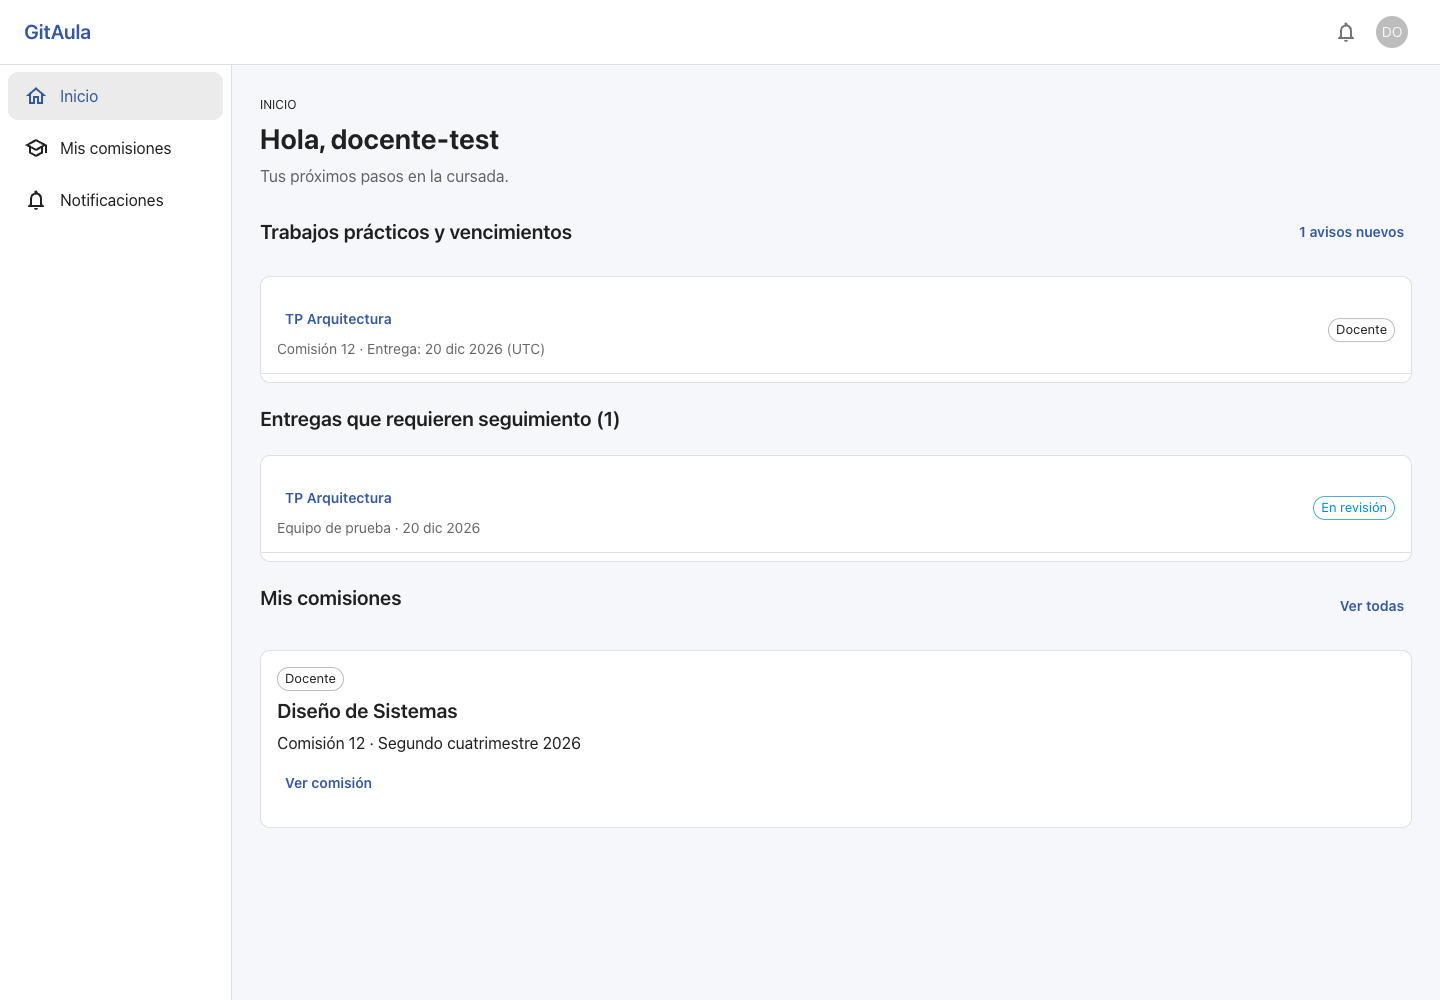 GitAula
DO
Inicio
Mis comisiones
Notificaciones
INICIO
Hola, docente-test
Tus próximos pasos en la cursada.
Trabajos prácticos y vencimientos
1 avisos nuevos
TP Arquitectura
Comisión 12 · Entrega: 20 dic 2026 (UTC)
Docente
Entregas que requieren seguimiento (1)
TP Arquitectura
Equipo de prueba · 20 dic 2026
En revisión
Mis comisiones
Ver todas
Docente
Diseño de Sistemas
Comisión 12 · Segundo cuatrimestre 2026
Ver comisión